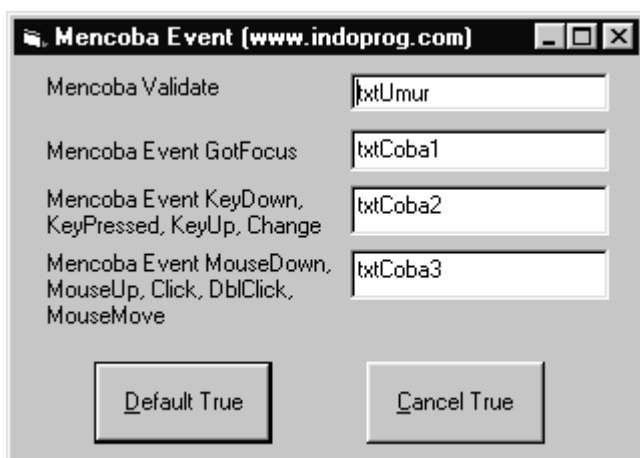 Mencoba Event (www.indoprog.com)
Mencoba Validate
txtUmur
Mencoba Event GotFocus
txtCoba1
Mencoba Event KeyDown,
KeyPressed, KeyUp, Change
txtCoba2
Mencoba Event MouseDown,
MouseUp, Click, DblClick,
MouseMove
txtCoba3
Default True
Cancel True